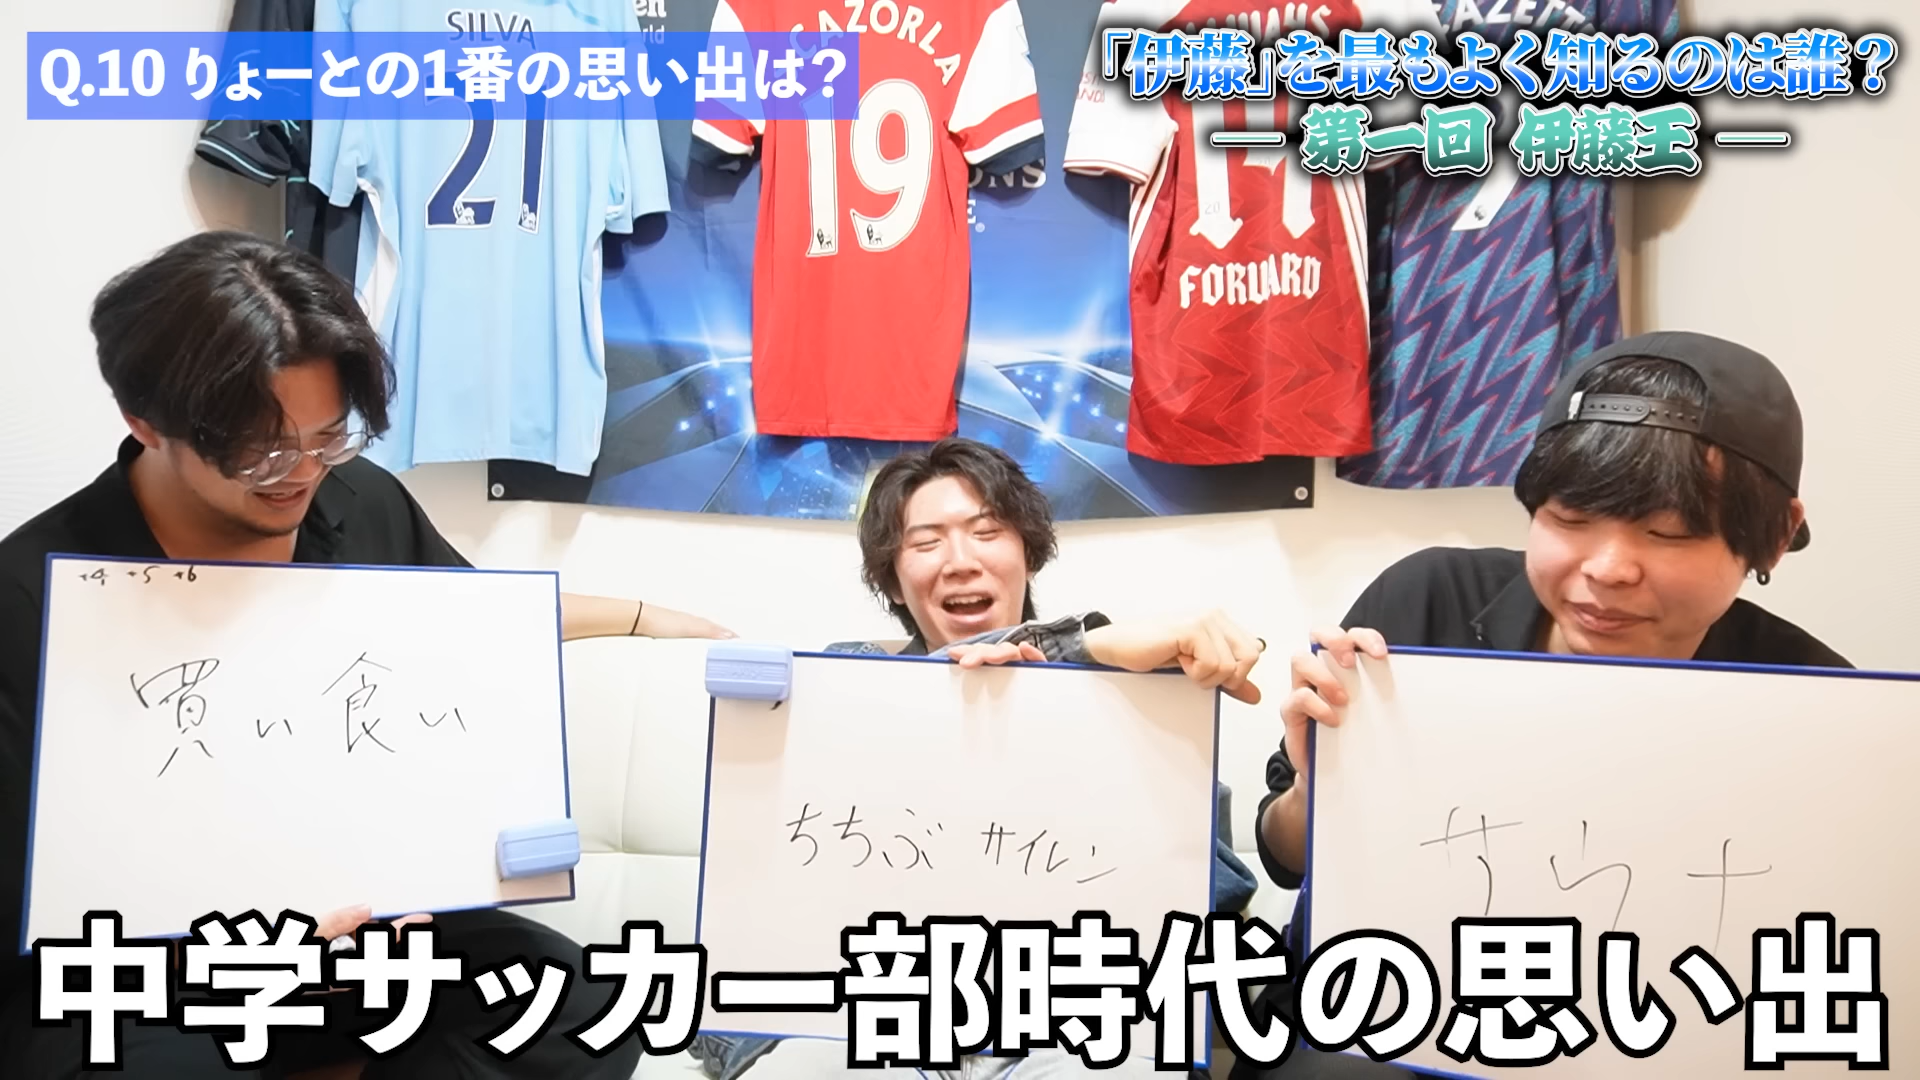 Q.10 りょーとの1番の思い出は？
「伊藤」を最もよく知るのは誰？
― 第一回 伊藤王 ―
SILVA
21
CAZORLA
19
14
FORWARD
+4 +5 +6
買い食い
ちちぶ サイレン
サウナ
中学サッカー部時代の思い出